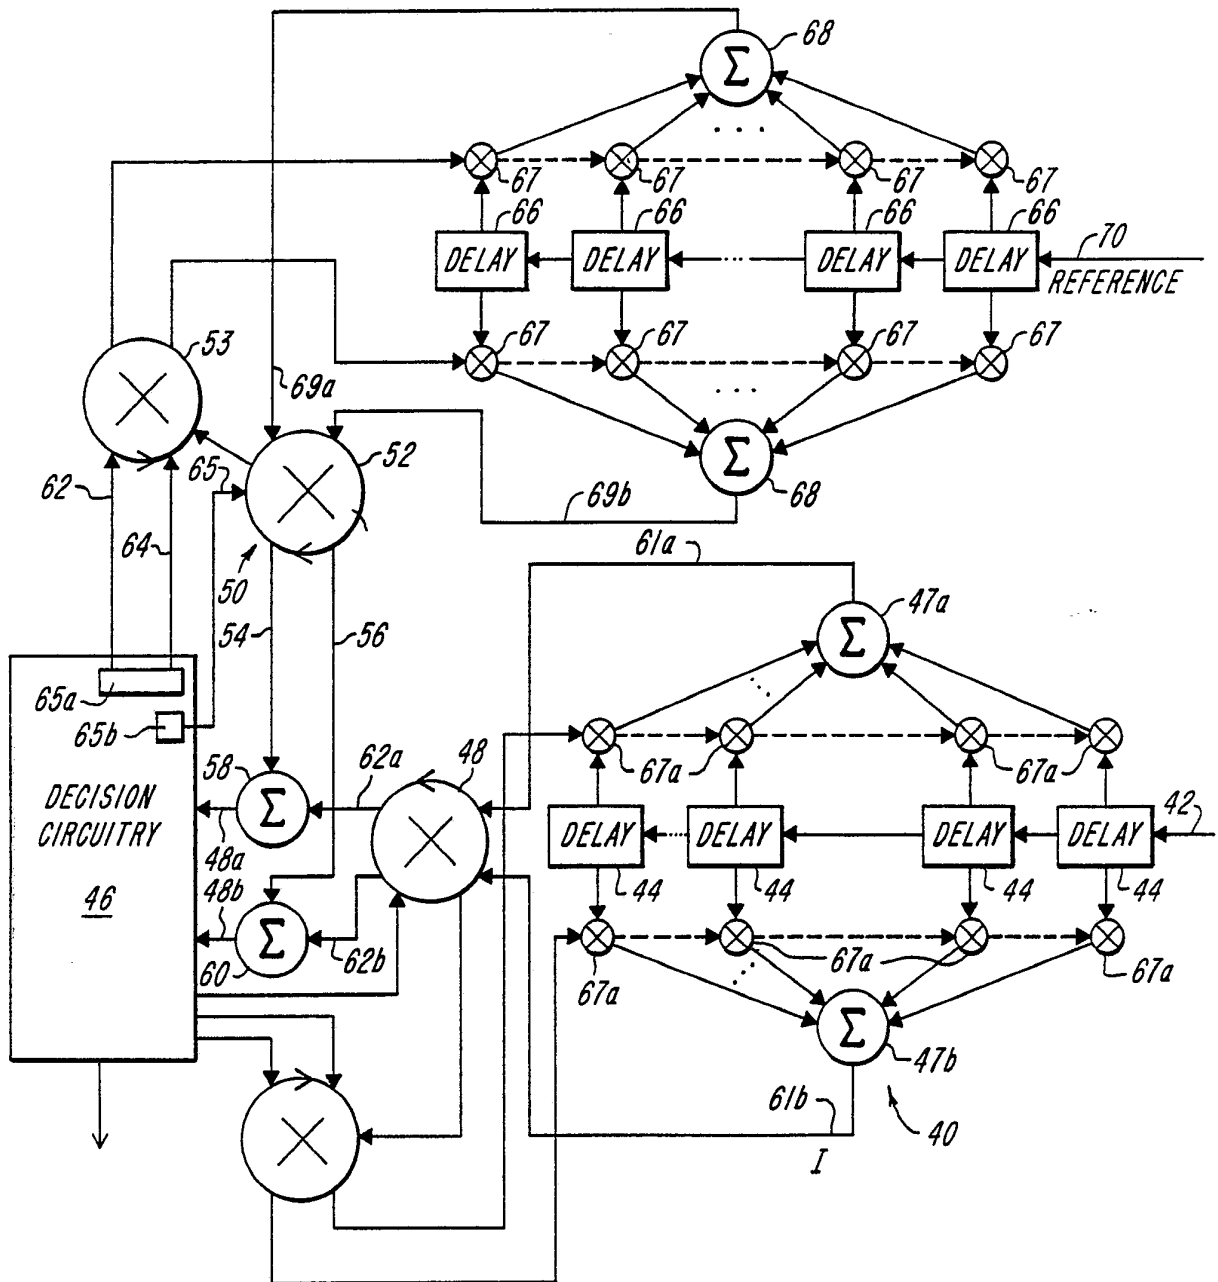 68
Σ
. . .
67 67 67 67
66 66 66 66
DELAY DELAY ... DELAY DELAY
70
REFERENCE
53
67 67 67 67
69a
. . .
52
Σ
68
62
65
69b
64
50
61a
54
56
47a
Σ
65a
65b
67a 67a
58
62a
48
DECISION
CIRCUITRY
Σ
DELAY ... DELAY DELAY DELAY
42
48a
44 44 44 44
46
48b
Σ
60
62b
67a
67a
67a
Σ
47b
61b
40
I